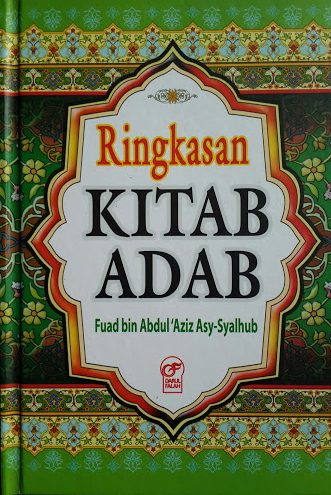 Ringkasan
KITAB
ADAB
Fuad bin Abdul 'Aziz Asy-Syalhub
DARUL
FALAH